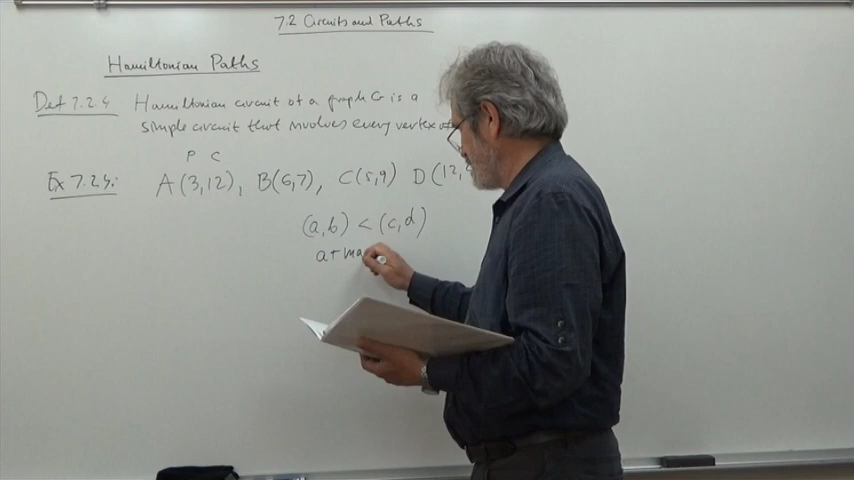 7.2 Circuits and Paths
Hamiltonian Paths
Def 7.2.4 Hamiltonian circuit of a graph G is a
simple circuit that involves every vertex
P C
Ex 7.2.4: A(3,12), B(6,7), C(5,9) D(12,
(a,b) < (c,d)
a+ma